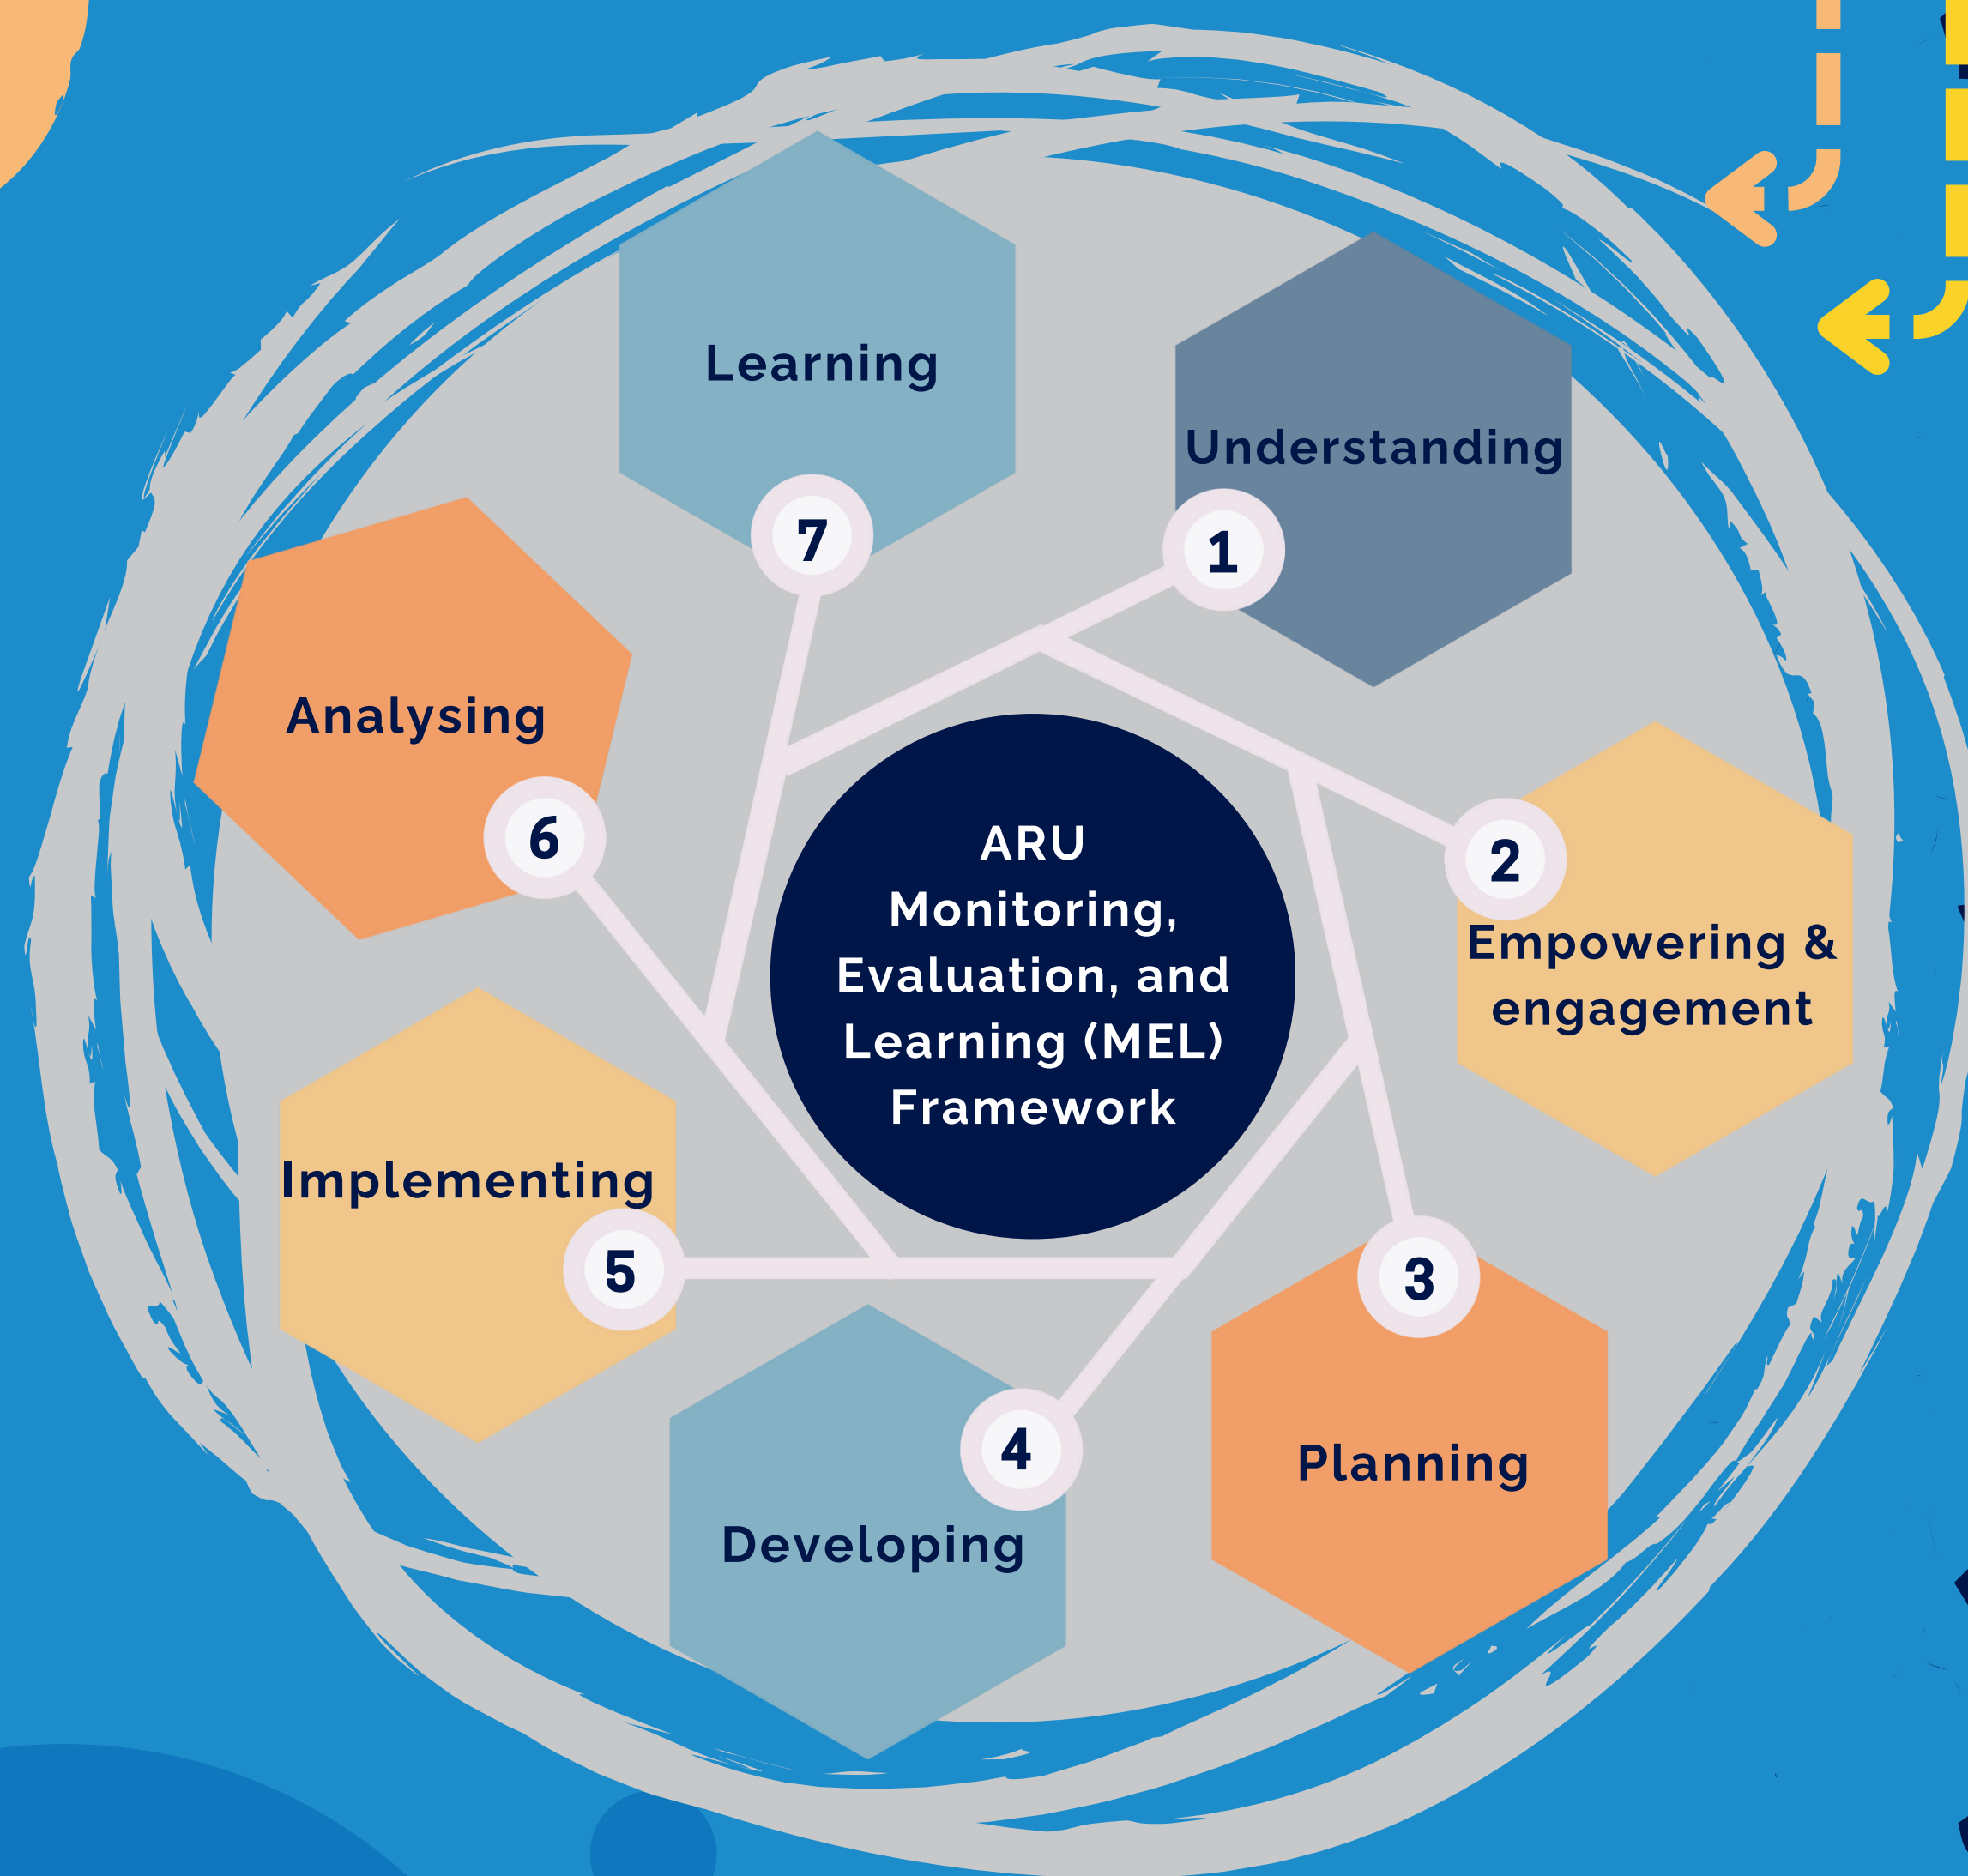 ARU
Monitoring,
Evaluation, and
Learning (MEL)
Framework
1
Understanding
2
Empowering &
engagement
3
Planning
4
Developing
5
Implementing
6
Analysing
7
Learning